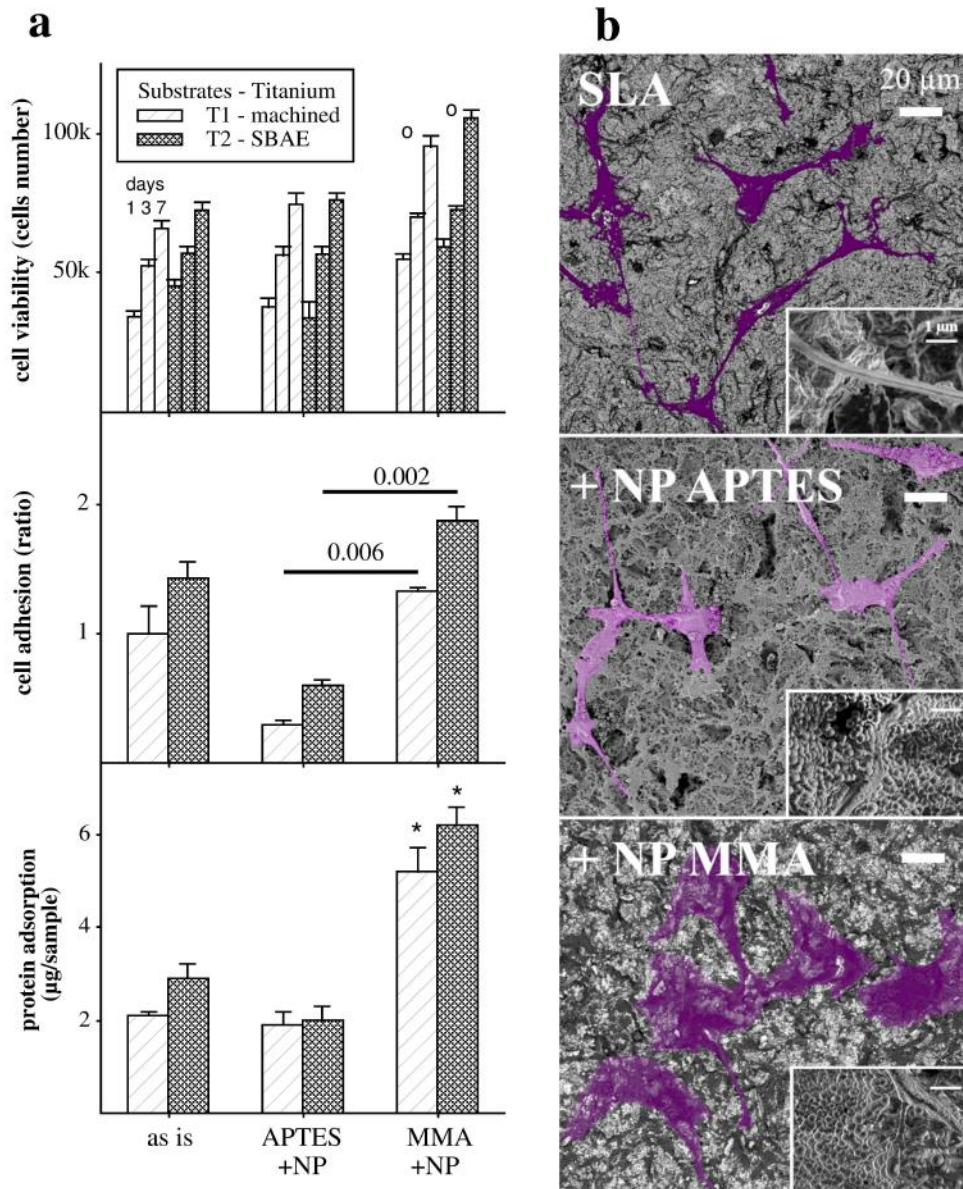 a
Substrates - Titanium
T1 - machined
T2 - SBAE
100k
50k
days
1 3 7
o
o
cell viability (cells number)
2
1
0.002
0.006
cell adhesion (ratio)
6
4
2
*
*
protein adsorption
(µg/sample)
as is
APTES
+NP
MMA
+NP
b
SLA
20 µm
1 µm
+ NP APTES
+ NP MMA